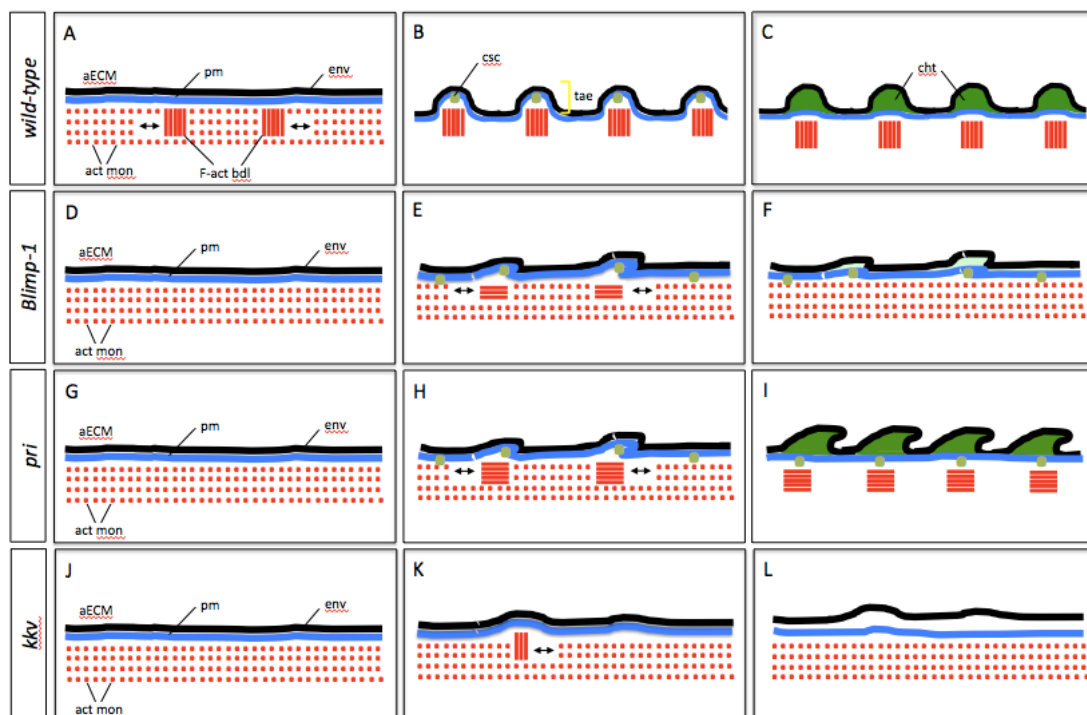 wild-type
A
aECM
pm
env
act mon
F-act bdl
B
csc
tae
C
cht
Blimp-1
D
aECM
pm
env
act mon
E
F
pri
G
aECM
pm
env
act mon
H
I
kkv
J
aECM
pm
env
act mon
K
L